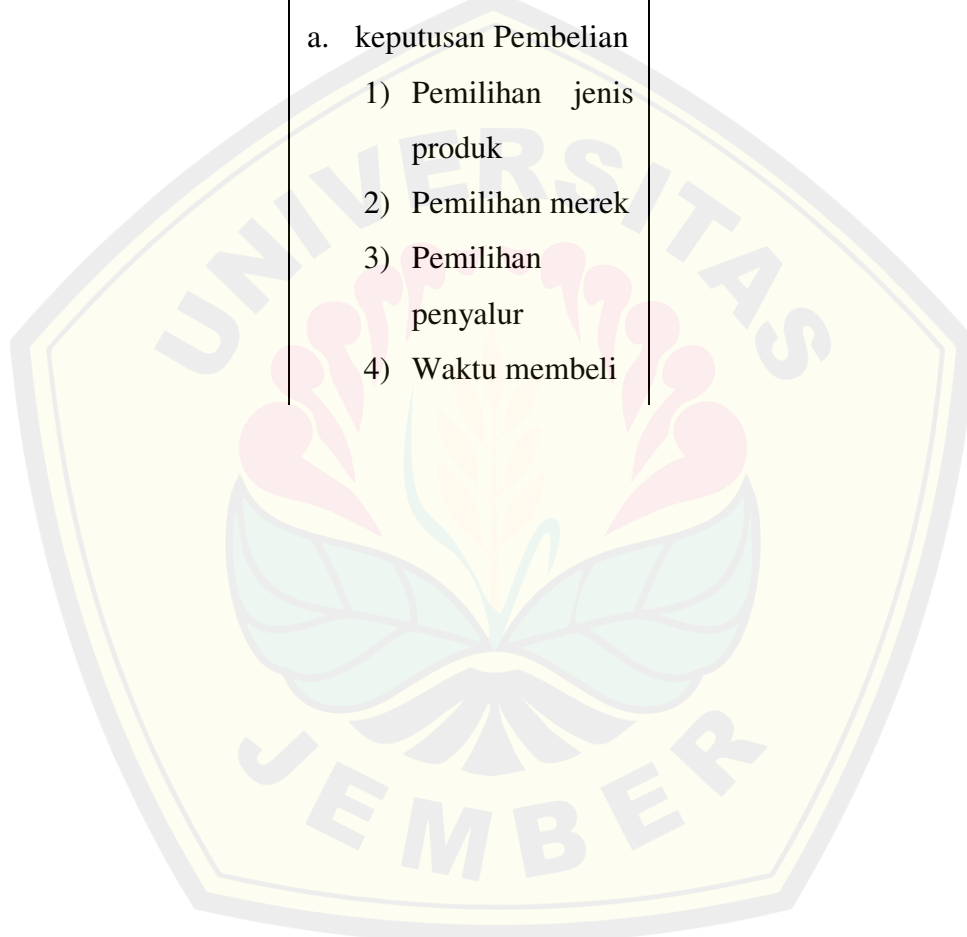 a. keputusan Pembelian
1) Pemilihan jenis
produk
2) Pemilihan merek
3) Pemilihan
penyalur
4) Waktu membeli
UNIVERSITAS
JEMBER